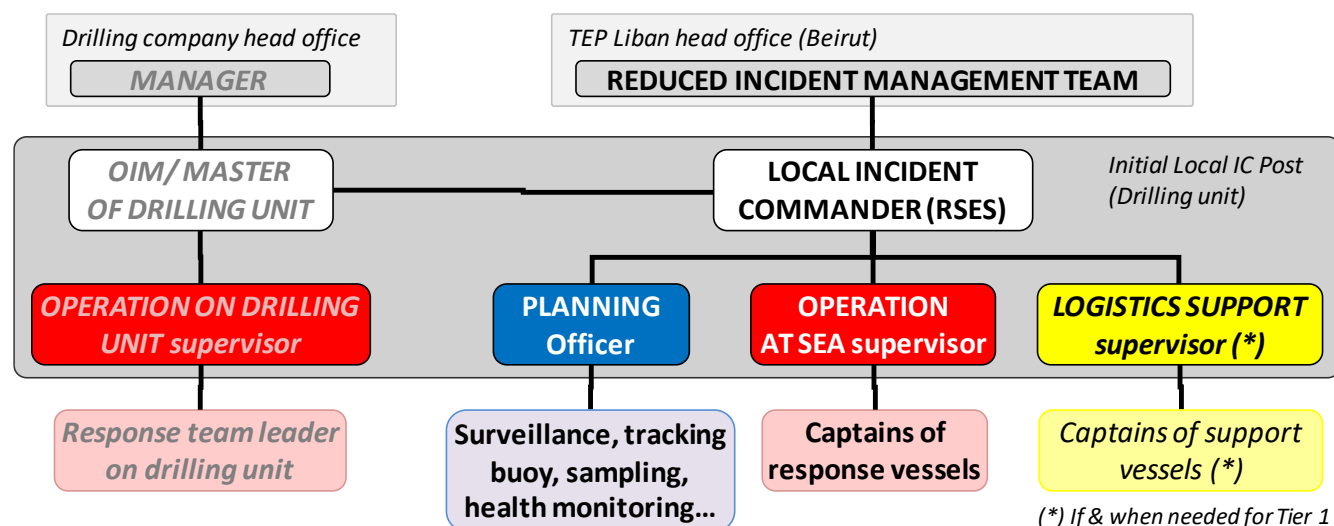 Drilling company head office
MANAGER
TEP Liban head office (Beirut)
REDUCED INCIDENT MANAGEMENT TEAM
OIM/ MASTER
OF DRILLING UNIT
LOCAL INCIDENT
COMMANDER (RSES)
Initial Local IC Post
(Drilling unit)
OPERATION ON DRILLING
UNIT supervisor
PLANNING
Officer
OPERATION
AT SEA supervisor
LOGISTICS SUPPORT
supervisor (*)
Response team leader
on drilling unit
Surveillance, tracking
buoy, sampling,
health monitoring…
Captains of
response vessels
Captains of support
vessels (*)
(*) If & when needed for Tier 1